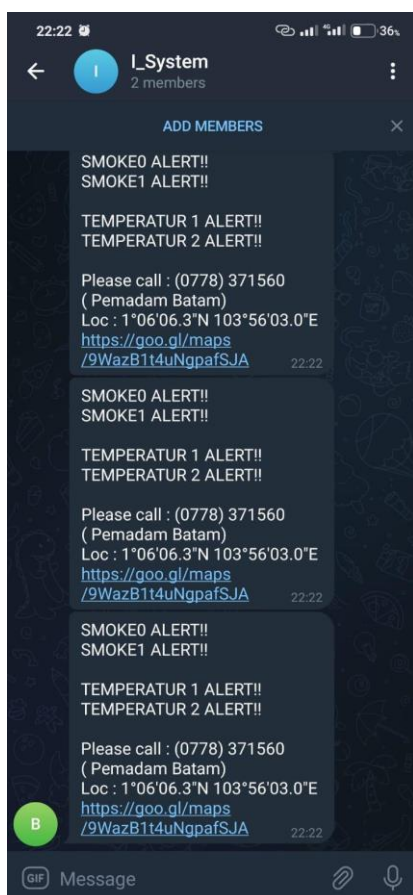 22:22 36%
I_System
I
2 members
ADD MEMBERS
SMOKE0 ALERT!!
SMOKE1 ALERT!!
TEMPERATUR 1 ALERT!!
TEMPERATUR 2 ALERT!!
Please call : (0778) 371560
( Pemadam Batam)
Loc : 1°06'06.3"N 103°56'03.0"E
https://goo.gl/maps
/9WazB1t4uNgpafSJA 22:22
SMOKE0 ALERT!!
SMOKE1 ALERT!!
TEMPERATUR 1 ALERT!!
TEMPERATUR 2 ALERT!!
Please call : (0778) 371560
( Pemadam Batam)
Loc : 1°06'06.3"N 103°56'03.0"E
https://goo.gl/maps
/9WazB1t4uNgpafSJA 22:22
SMOKE0 ALERT!!
SMOKE1 ALERT!!
TEMPERATUR 1 ALERT!!
TEMPERATUR 2 ALERT!!
Please call : (0778) 371560
( Pemadam Batam)
Loc : 1°06'06.3"N 103°56'03.0"E
https://goo.gl/maps
/9WazB1t4uNgpafSJA 22:22
B
GIF Message